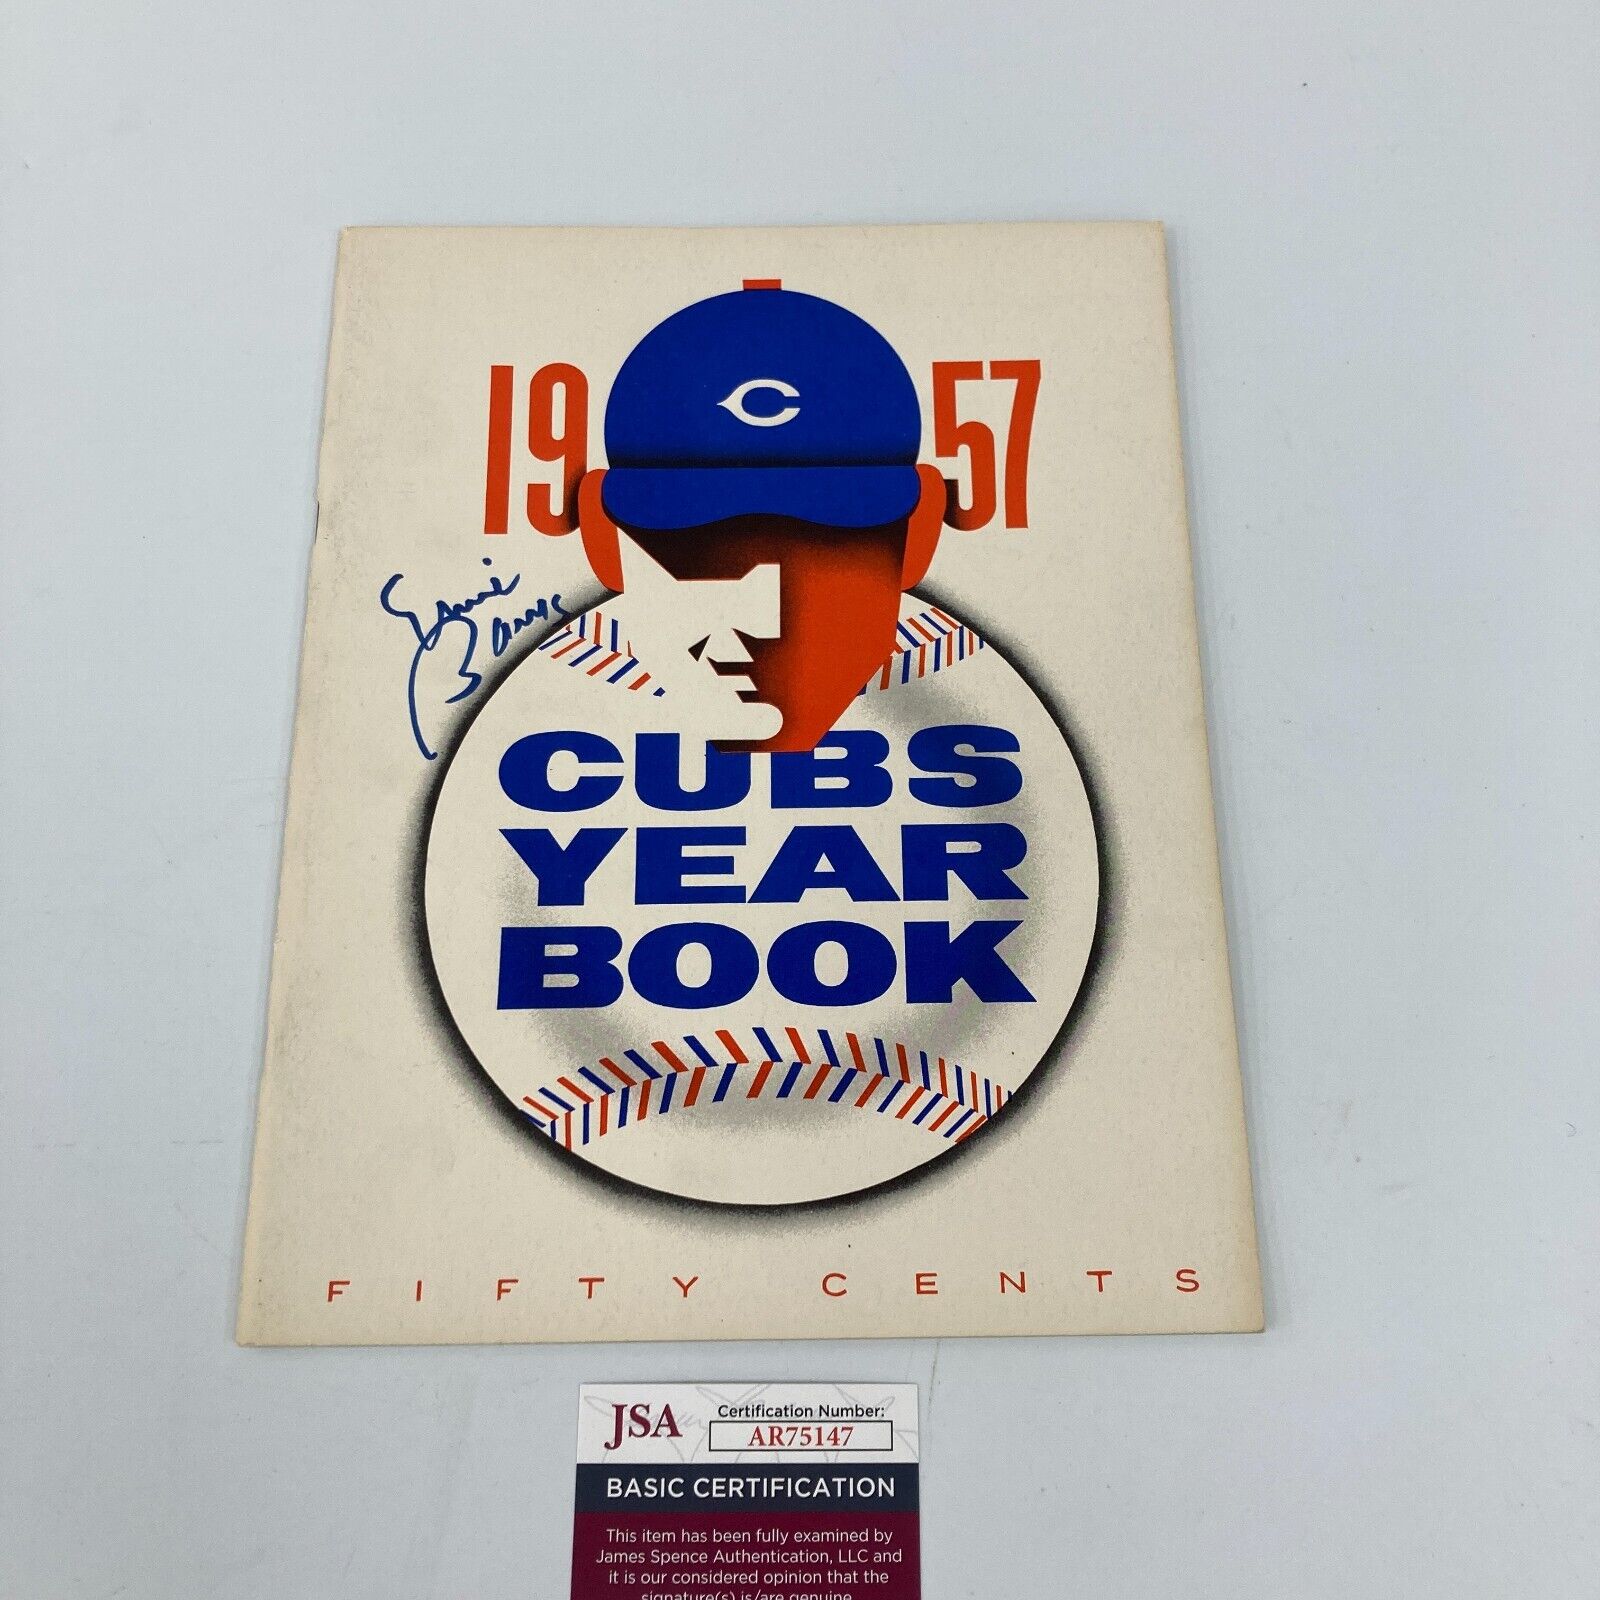 1957
C
Ernie
Banks
CUBS
YEAR
BOOK
FIFTY CENTS
JSA
Certification Number:
AR75147
BASIC CERTIFICATION
This item has been fully examined by
James Spence Authentication, LLC and
it is our considered opinion that the
signature(s) is/are genuine.